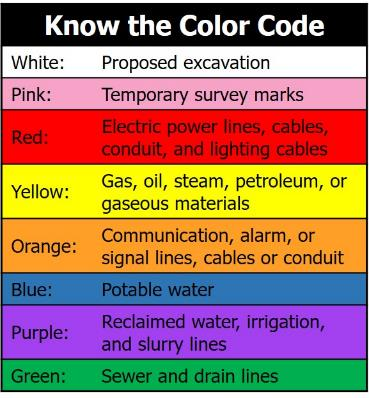 Know the Color Code
White: Proposed excavation
Pink: Temporary survey marks
Red: Electric power lines, cables,
conduit, and lighting cables
Yellow: Gas, oil, steam, petroleum, or
gaseous materials
Orange: Communication, alarm, or
signal lines, cables or conduit
Blue: Potable water
Purple: Reclaimed water, irrigation,
and slurry lines
Green: Sewer and drain lines